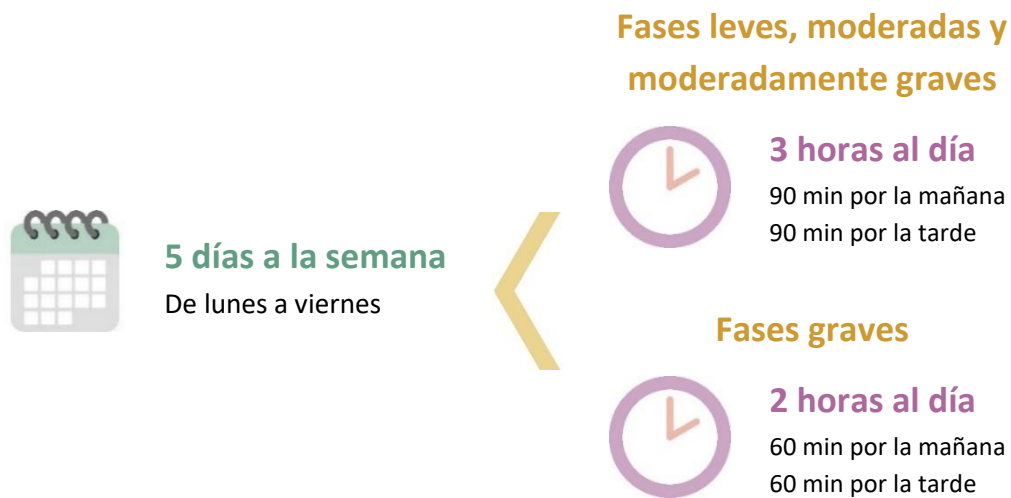 5 días a la semana
De lunes a viernes
Fases leves, moderadas y
moderadamente graves
3 horas al día
90 min por la mañana
90 min por la tarde
Fases graves
2 horas al día
60 min por la mañana
60 min por la tarde